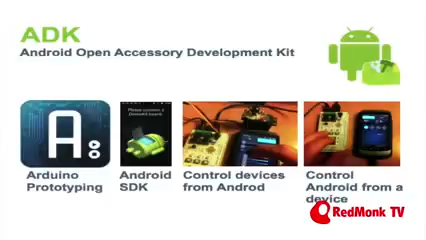 ADK
Android Open Accessory Development Kit
A:
Arduino
Prototyping
Android
SDK
Control devices
from Androd
Control
Android from a
device
RedMonk TV